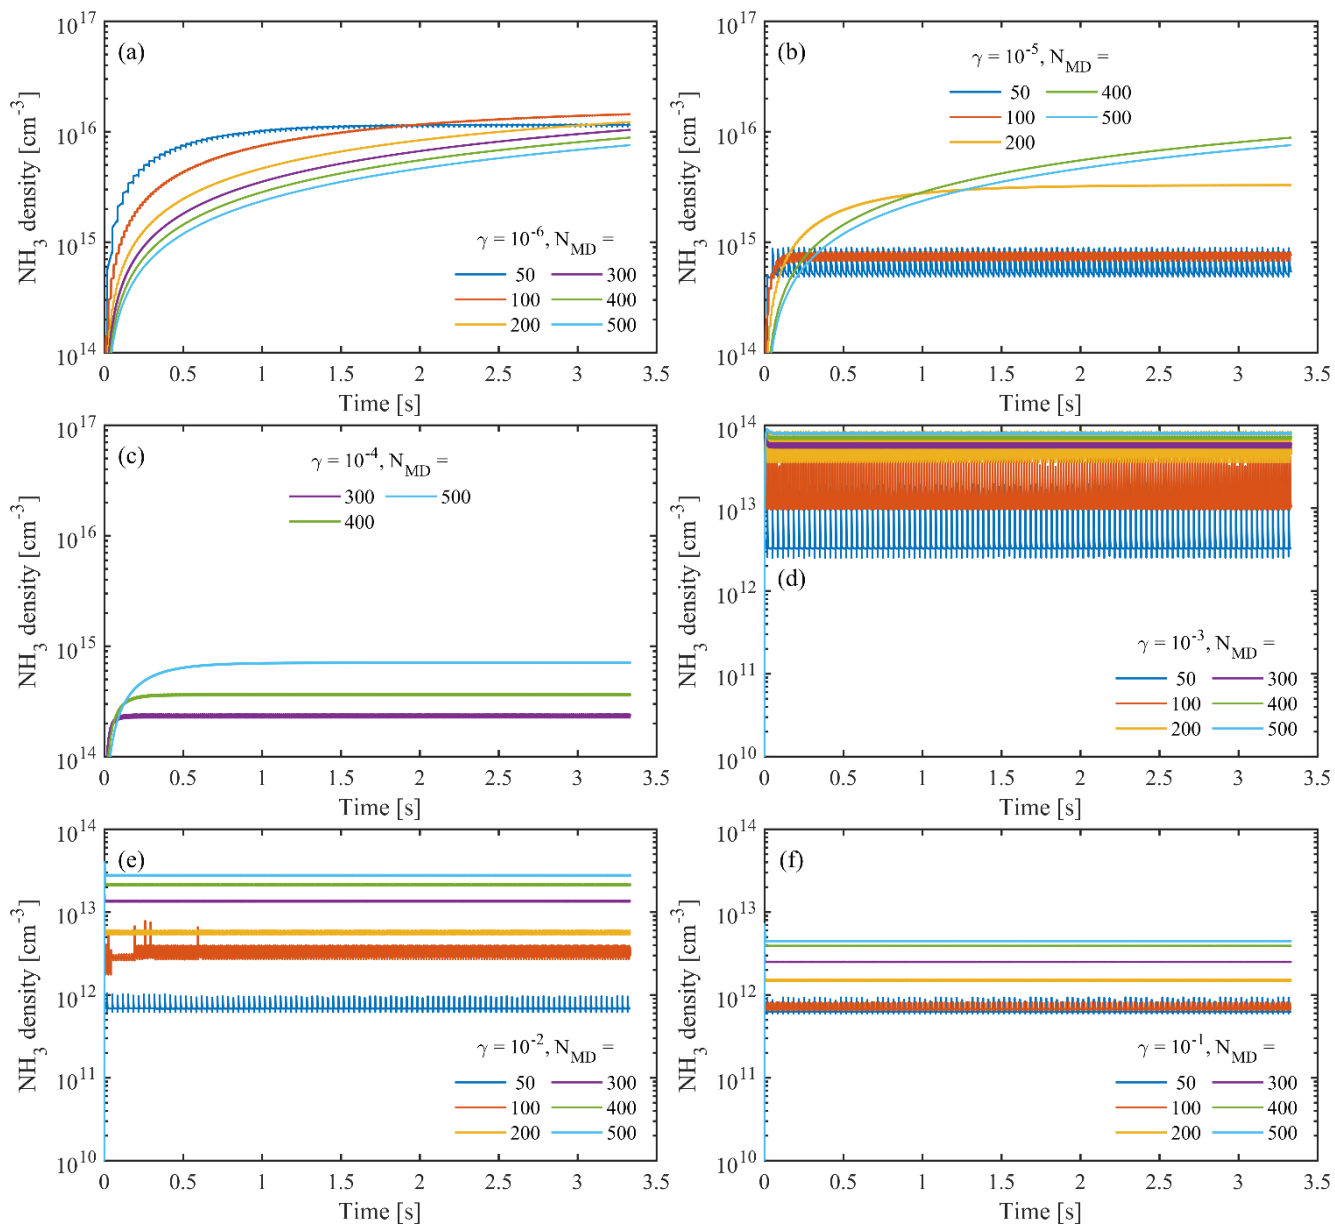 (a)
NH3 density [cm-3]
10^17
10^16
10^15
10^14
γ = 10^-6, N_MD =
50 300
100 400
200 500
0 0.5 1 1.5 2 2.5 3 3.5
Time [s]
(b)
NH3 density [cm-3]
10^17
10^16
10^15
10^14
γ = 10^-5, N_MD =
50 400
100 500
200
0 0.5 1 1.5 2 2.5 3 3.5
Time [s]
(c)
NH3 density [cm-3]
10^17
10^16
10^15
10^14
γ = 10^-4, N_MD =
300 500
400
0 0.5 1 1.5 2 2.5 3 3.5
Time [s]
(d)
NH3 density [cm-3]
10^14
10^13
10^12
10^11
10^10
γ = 10^-3, N_MD =
50 300
100 400
200 500
0 0.5 1 1.5 2 2.5 3 3.5
Time [s]
(e)
NH3 density [cm-3]
10^14
10^13
10^12
10^11
10^10
γ = 10^-2, N_MD =
50 300
100 400
200 500
0 0.5 1 1.5 2 2.5 3 3.5
Time [s]
(f)
NH3 density [cm-3]
10^14
10^13
10^12
10^11
10^10
γ = 10^-1, N_MD =
50 300
100 400
200 500
0 0.5 1 1.5 2 2.5 3 3.5
Time [s]